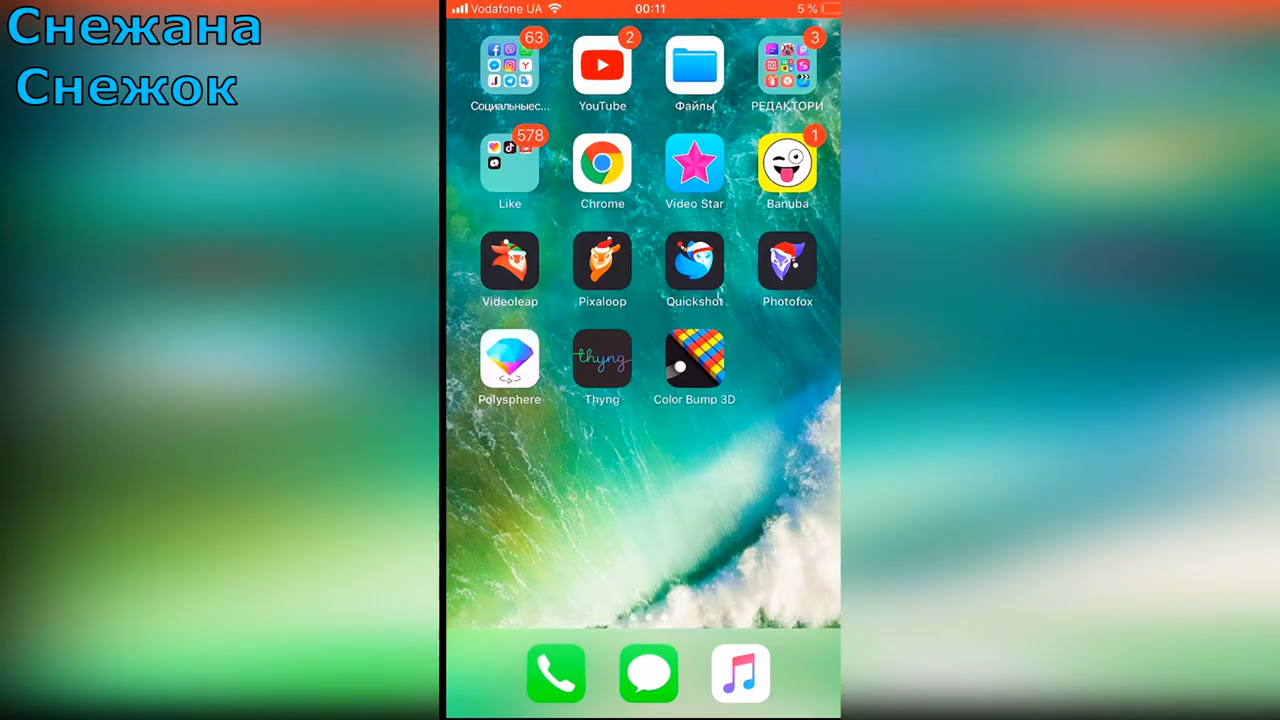 Снежана
Снежок
Vodafone UA 00:11 5 %
63 2 3
Социальныес... YouTube Файлы РЕДАКТОРИ
578 1
Like Chrome Video Star Banuba
Videoleap Pixaloop Quickshot Photofox
thyng
Polysphere Thyng Color Bump 3D